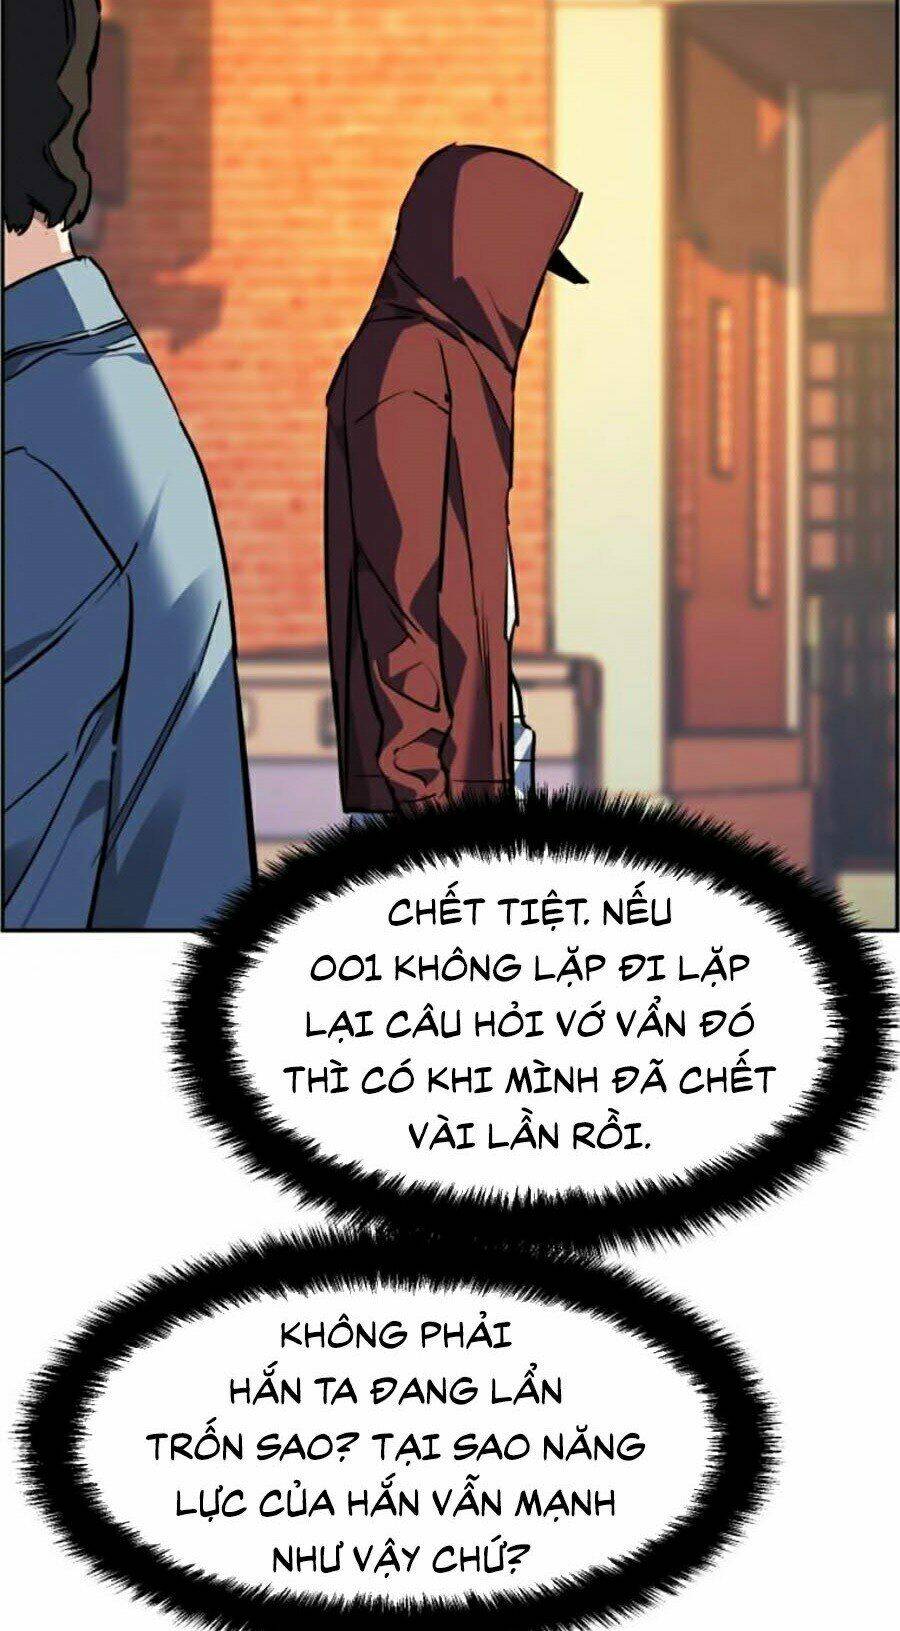 CHẾT TIỆT. NẾU
001 KHÔNG LẶP ĐI LẶP
LẠI CÂU HỎI VỚ VẨN ĐÓ
THÌ CÓ KHI MÌNH ĐÃ CHẾT
VÀI LẦN RỒI.
KHÔNG PHẢI
HẮN TA ĐANG LẨN
TRỐN SAO? TẠI SAO NĂNG
LỰC CỦA HẮN VẪN MẠNH
NHƯ VẬY CHỨ?